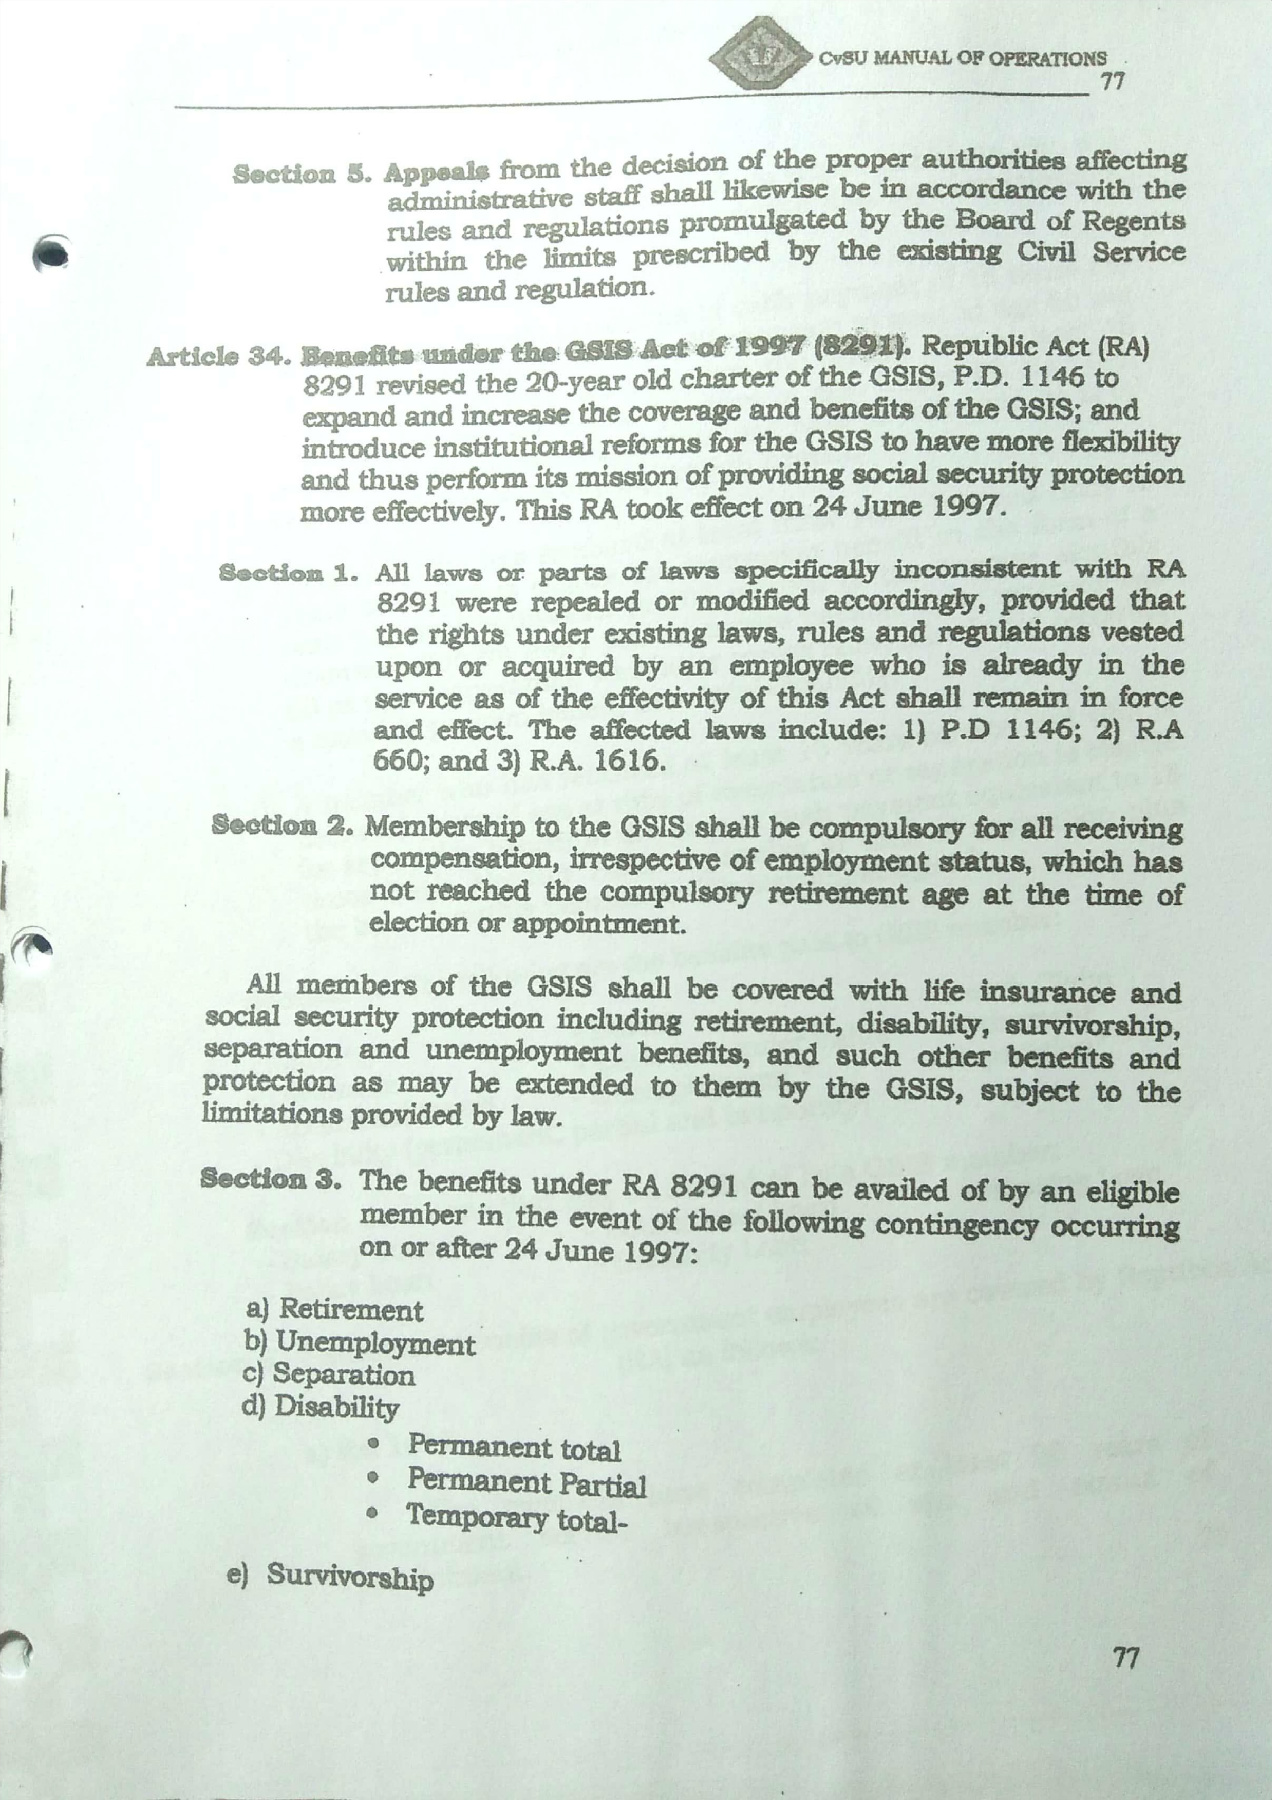 CvSU MANUAL OF OPERATIONS
77
Section 5. Appeals from the decision of the proper authorities affecting
administrative staff shall likewise be in accordance with the
rules and regulations promulgated by the Board of Regents
within the limits prescribed by the existing Civil Service
rules and regulation.
Article 34. Benefits under the GSIS Act of 1997 (8291). Republic Act (RA)
8291 revised the 20-year old charter of the GSIS, P.D. 1146 to
expand and increase the coverage and benefits of the GSIS; and
introduce institutional reforms for the GSIS to have more flexibility
and thus perform its mission of providing social security protection
more effectively. This RA took effect on 24 June 1997.
Section 1. All laws or parts of laws specifically inconsistent with RA
8291 were repealed or modified accordingly, provided that
the rights under existing laws, rules and regulations vested
upon or acquired by an employee who is already in the
service as of the effectivity of this Act shall remain in force
and effect. The affected laws include: 1) P.D 1146; 2) R.A
660; and 3) R.A. 1616.
Section 2. Membership to the GSIS shall be compulsory for all receiving
compensation, irrespective of employment status, which has
not reached the compulsory retirement age at the time of
election or appointment.
All members of the GSIS shall be covered with life insurance and
social security protection including retirement, disability, survivorship,
separation and unemployment benefits, and such other benefits and
protection as may be extended to them by the GSIS, subject to the
limitations provided by law.
Section 3. The benefits under RA 8291 can be availed of by an eligible
member in the event of the following contingency occurring
on or after 24 June 1997:
a) Retirement
b) Unemployment
c) Separation
d) Disability
• Permanent total
• Permanent Partial
• Temporary total-
e) Survivorship
77